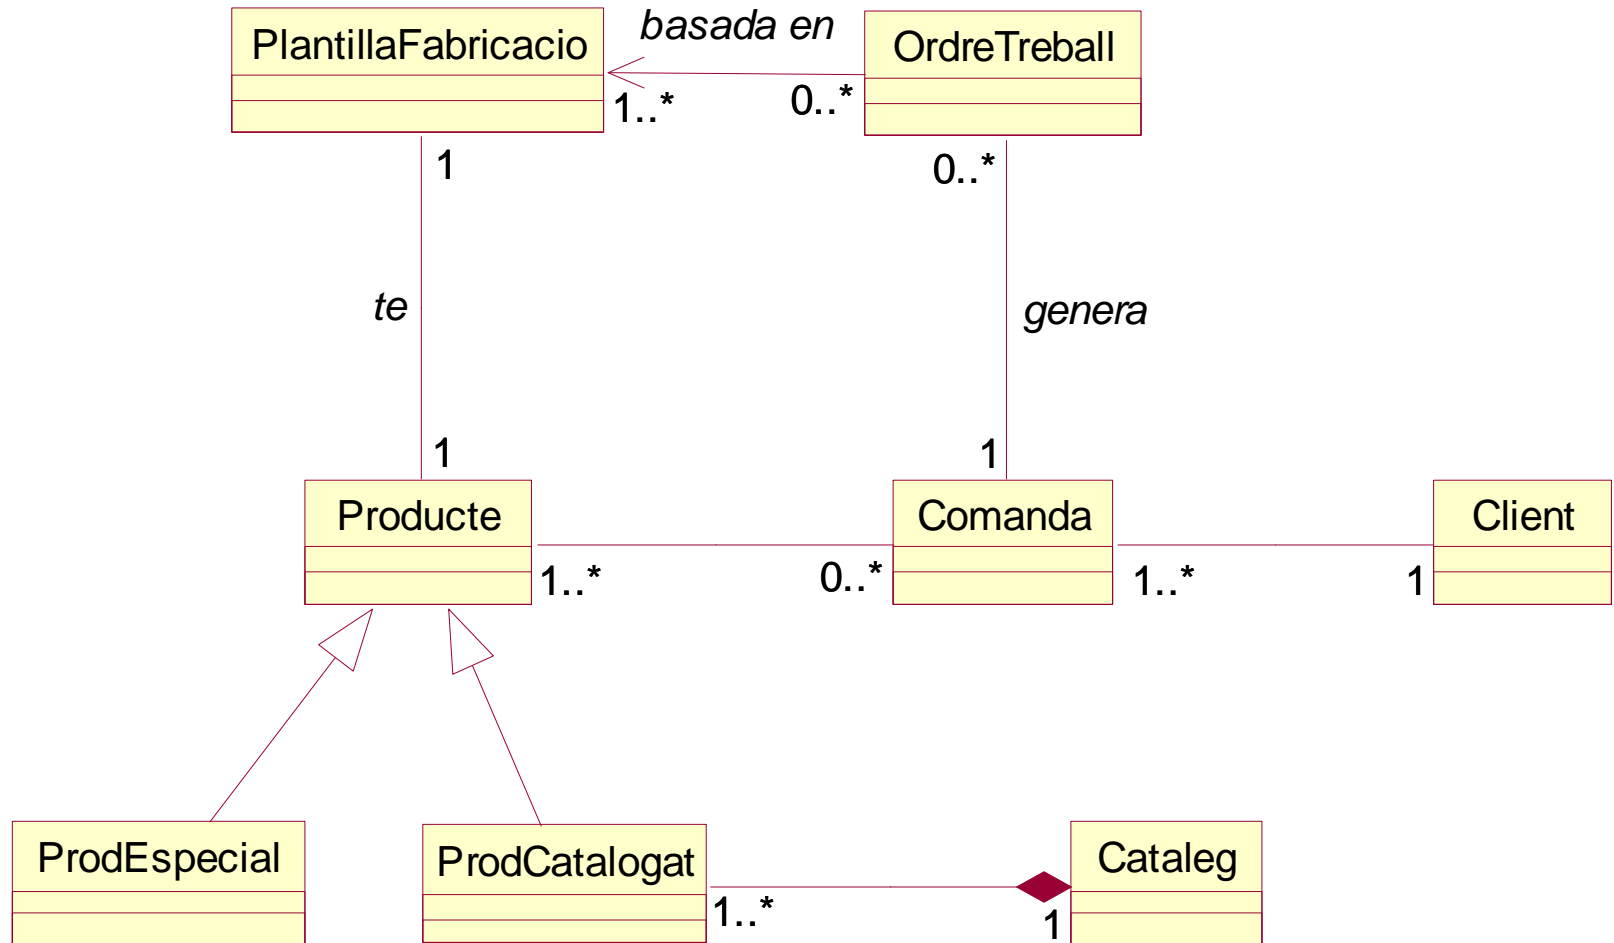 PlantillaFabricacio
basada en
OrdreTreball
1..*
0..*
1
0..*
te
genera
1
1
Producte
Comanda
Client
1..*
0..*
1..*
1
ProdEspecial
ProdCatalogat
Cataleg
1..*
1